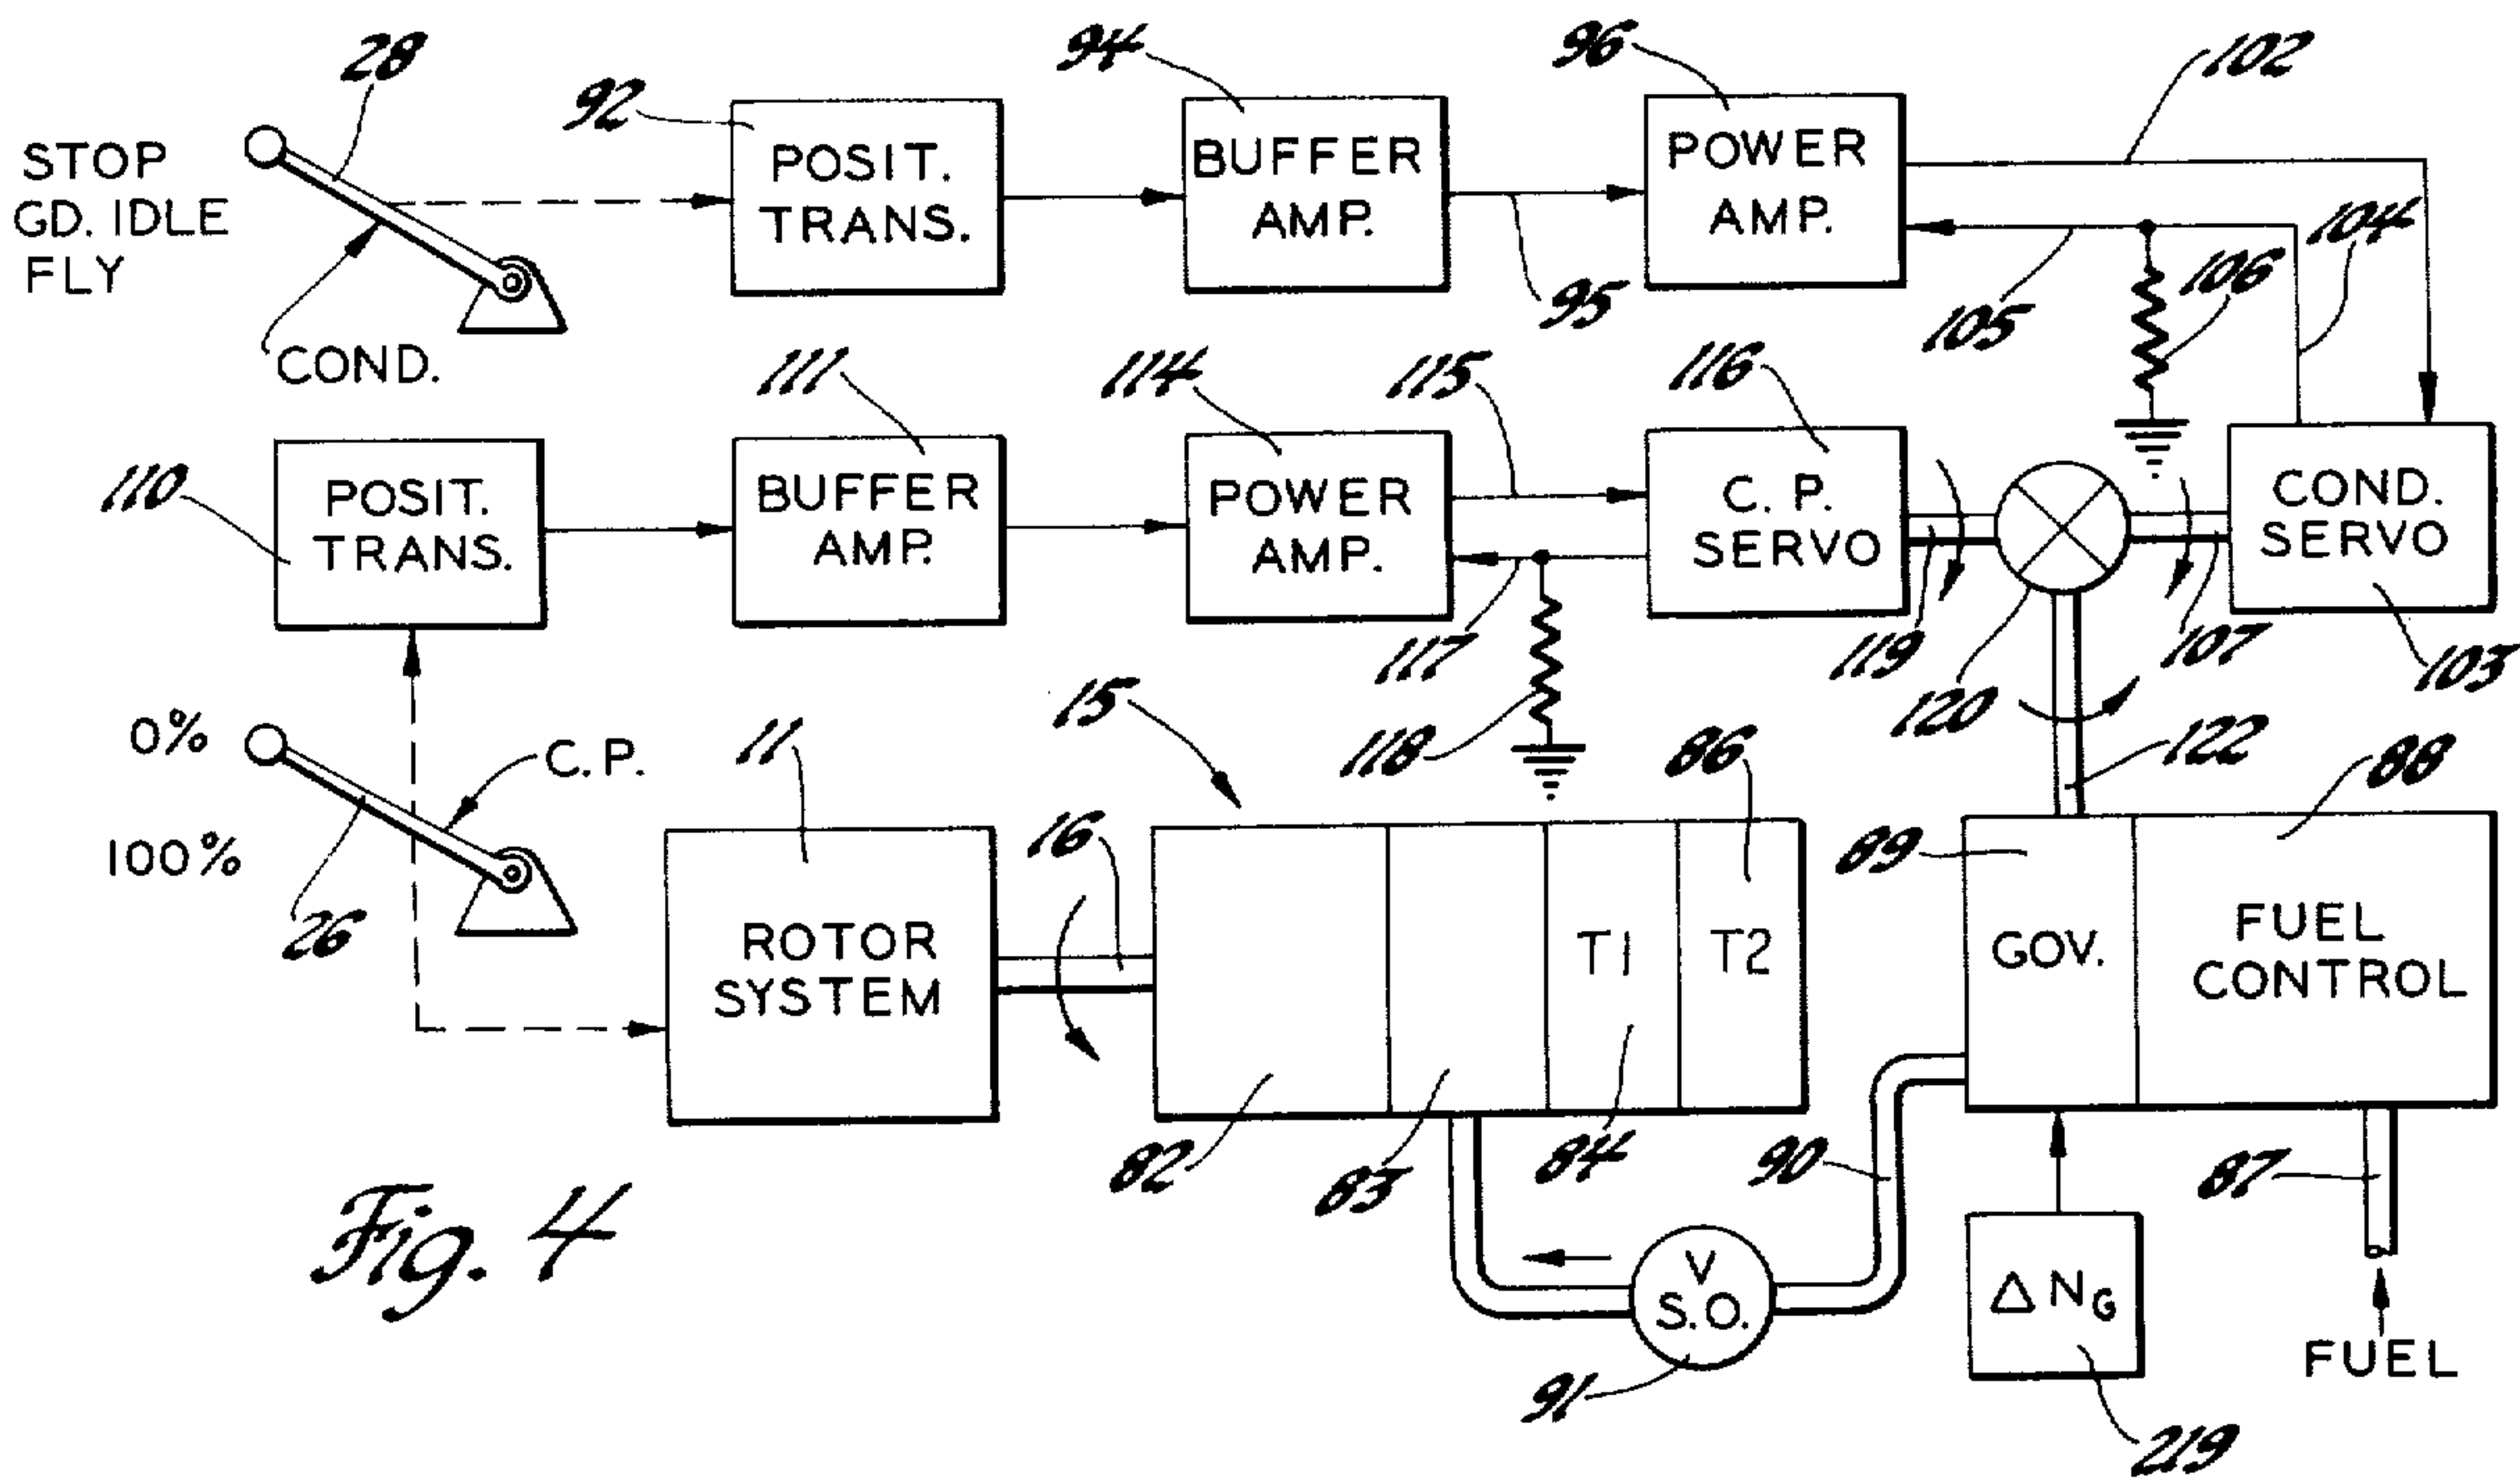 28
92
94
96
102
STOP
GD. IDLE
FLY
POSIT.
TRANS.
BUFFER
AMP.
POWER
AMP.
95
105
106
104
COND.
111
114
115
116
110
POSIT.
TRANS.
BUFFER
AMP.
POWER
AMP.
C. P.
SERVO
COND.
SERVO
117
118
119
120
107
103
0%
100%
C. P.
26
11
15
86
122
88
16
89
ROTOR
SYSTEM
T1
T2
GOV.
FUEL
CONTROL
82
83
84
90
87
Fig. 4
V
S.O.
91
Δ NG
FUEL
219